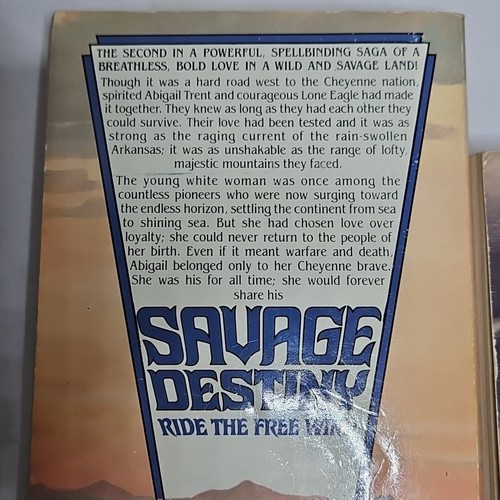 THE SECOND IN A POWERFUL, SPELLBINDING SAGA OF A
BREATHLESS, BOLD LOVE IN A WILD AND SAVAGE LAND!
Though it was a hard road west to the Cheyenne nation,
spirited Abigail Trent and courageous Lone Eagle had made
it together. They knew as long as they had each other they
could survive. Their love had been tested and it was as
strong as the raging current of the rain-swollen
Arkansas; it was as unshakable as the range of lofty,
majestic mountains they faced.
The young white woman was once among the
countless pioneers who were now surging toward
the endless horizon, settling the continent from sea
to shining sea. But she had chosen love over
loyalty; she could never return to the people of
her birth. Even if it meant warfare and death,
Abigail belonged only to her Cheyenne brave.
She was his for all time; she would forever
share his
SAVAGE
DESTINY
RIDE THE FREE